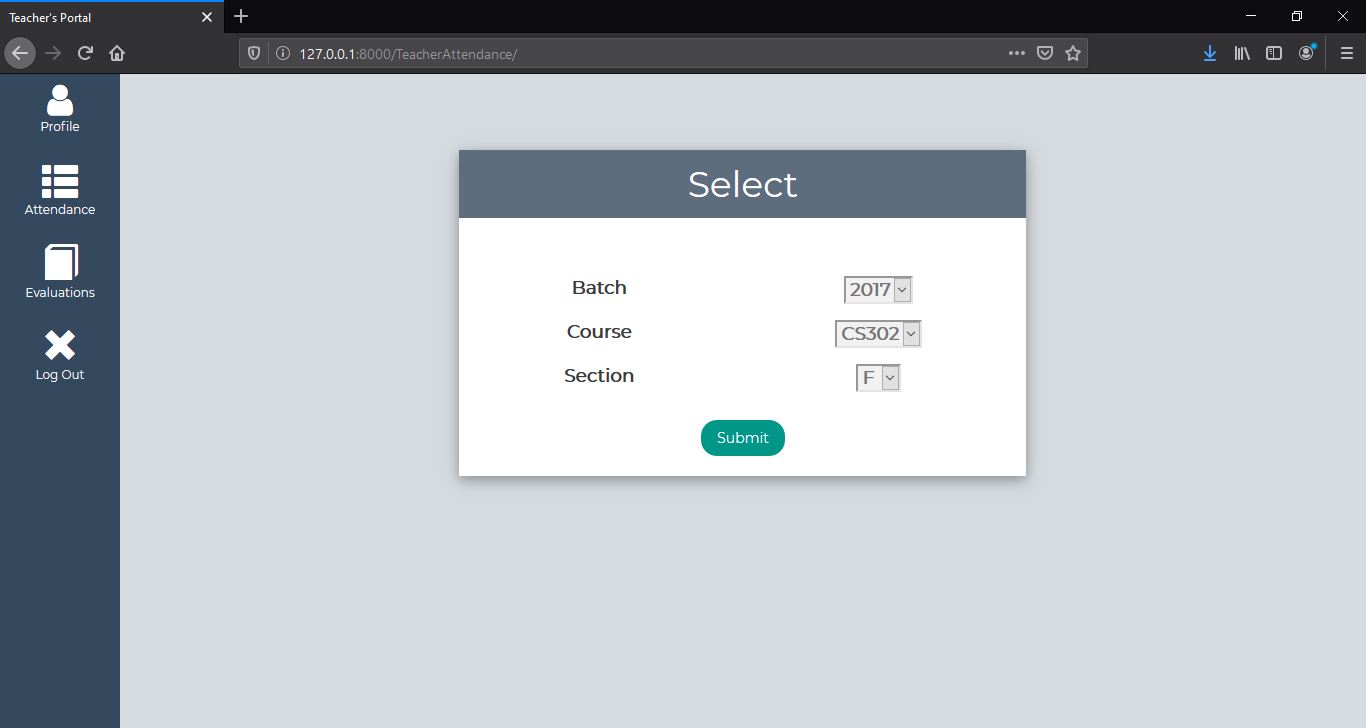 Teacher's Portal
127.0.0.1:8000/TeacherAttendance/
Profile
Attendance
Evaluations
Log Out
Select
Batch 2017
Course CS302
Section F
Submit